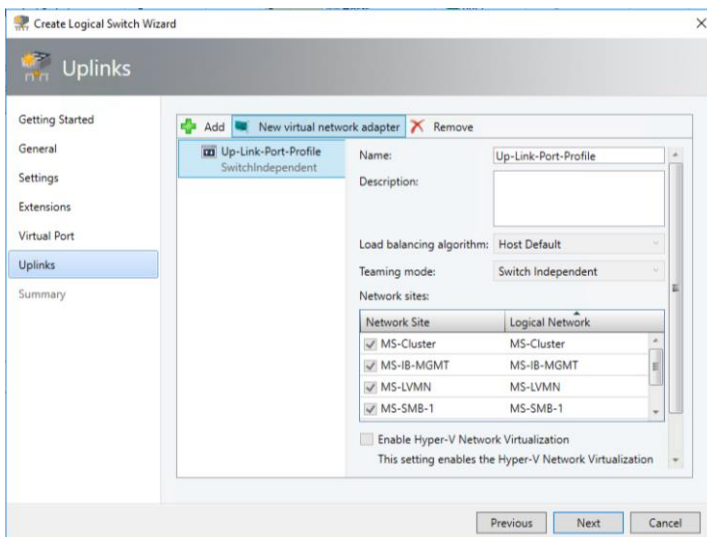 Create Logical Switch Wizard
Uplinks
Getting Started
General
Settings
Extensions
Virtual Port
Uplinks
Summary
Add New virtual network adapter Remove
Up-Link-Port-Profile
SwitchIndependent
Name: Up-Link-Port-Profile
Description:
Load balancing algorithm: Host Default
Teaming mode: Switch Independent
Network sites:
Network Site Logical Network
MS-Cluster MS-Cluster
MS-IB-MGMT MS-IB-MGMT
MS-LVMN MS-LVMN
MS-SMB-1 MS-SMB-1
Enable Hyper-V Network Virtualization
This setting enables the Hyper-V Network Virtualization
Previous Next Cancel